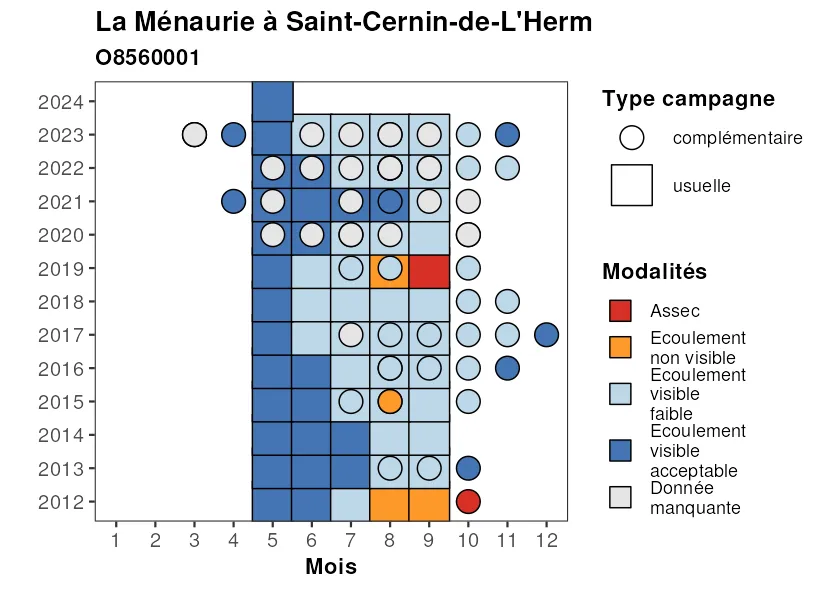 La Ménaurie à Saint-Cernin-de-L'Herm
O8560001
2024
2023
2022
2021
2020
2019
2018
2017
2016
2015
2014
2013
2012
1 2 3 4 5 6 7 8 9 10 11 12
Mois
Type campagne
complémentaire
usuelle
Modalités
Assec
Ecoulement
non visible
Ecoulement
visible
faible
Ecoulement
visible
acceptable
Donnée
manquante